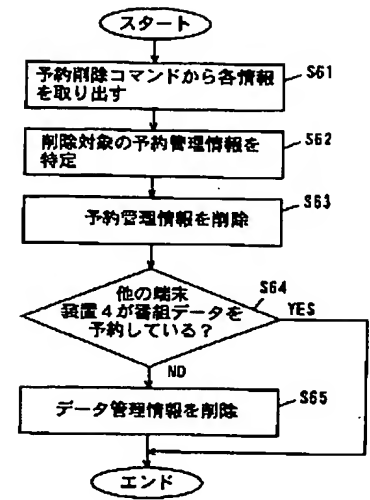 スタート
予約削除コマンドから各情報
を取り出す
S61
削除対象の予約管理情報を
特定
S62
予約管理情報を削除
S63
他の端末
装置4が番組データを
予約している?
S64
YES
NO
データ管理情報を削除
S65
エンド